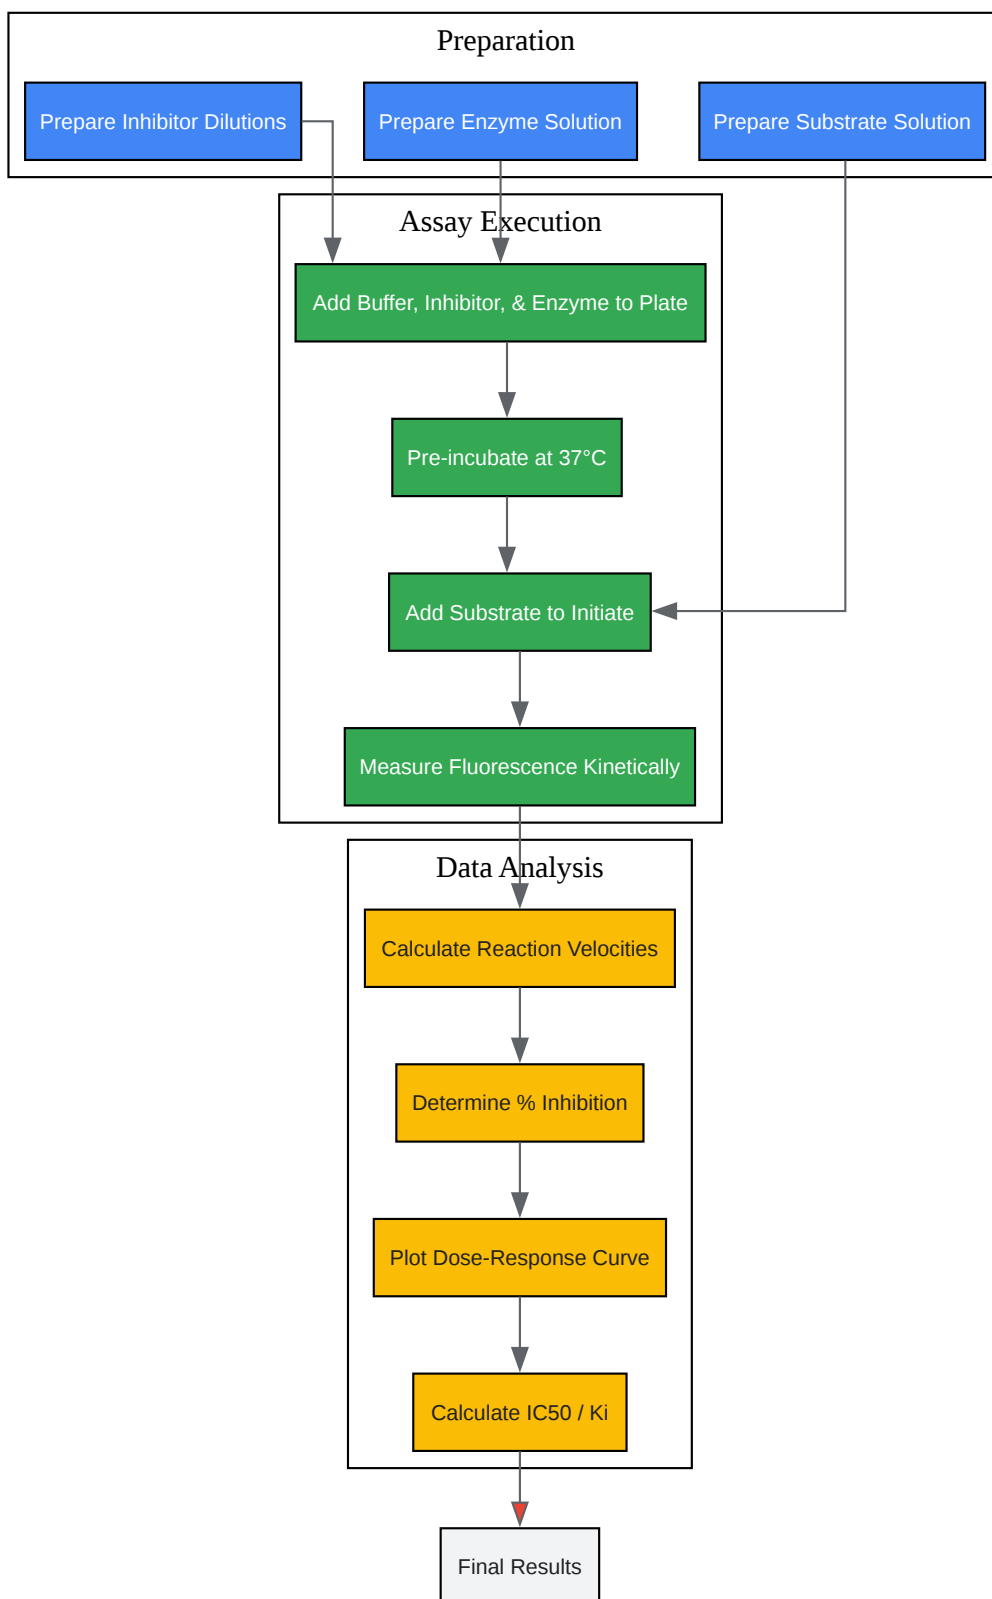 Preparation
Prepare Inhibitor Dilutions
Prepare Enzyme Solution
Prepare Substrate Solution
Assay Execution
Add Buffer, Inhibitor, & Enzyme to Plate
Pre-incubate at 37°C
Add Substrate to Initiate
Measure Fluorescence Kinetically
Data Analysis
Calculate Reaction Velocities
Determine % Inhibition
Plot Dose-Response Curve
Calculate IC50 / Ki
Final Results